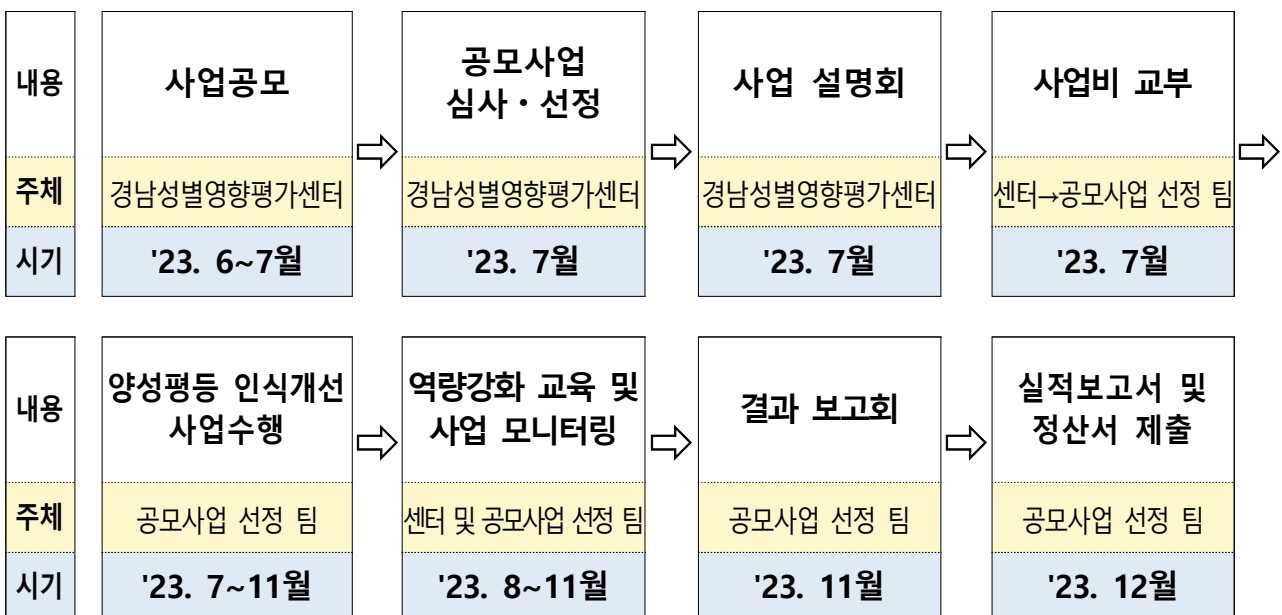 내용
사업공모
공모사업
심사・선정
사업 설명회
사업비 교부
주체
경남성별영향평가센터
경남성별영향평가센터
경남성별영향평가센터
센터→공모사업 선정 팀
시기
'23. 6~7월
'23. 7월
'23. 7월
'23. 7월
내용
양성평등 인식개선
사업수행
역량강화 교육 및
사업 모니터링
결과 보고회
실적보고서 및
정산서 제출
주체
공모사업 선정 팀
센터 및 공모사업 선정 팀
공모사업 선정 팀
공모사업 선정 팀
시기
'23. 7~11월
'23. 8~11월
'23. 11월
'23. 12월